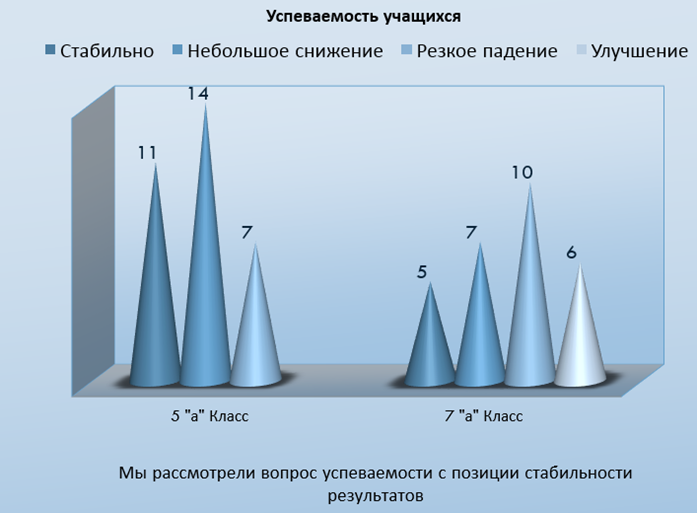 Успеваемость учащихся
Стабильно Небольшое снижение Резкое падение Улучшение
14
11
10
7
7
6
5
5 "а" Класс 7 "а" Класс
Мы рассмотрели вопрос успеваемости с позиции стабильности
результатов